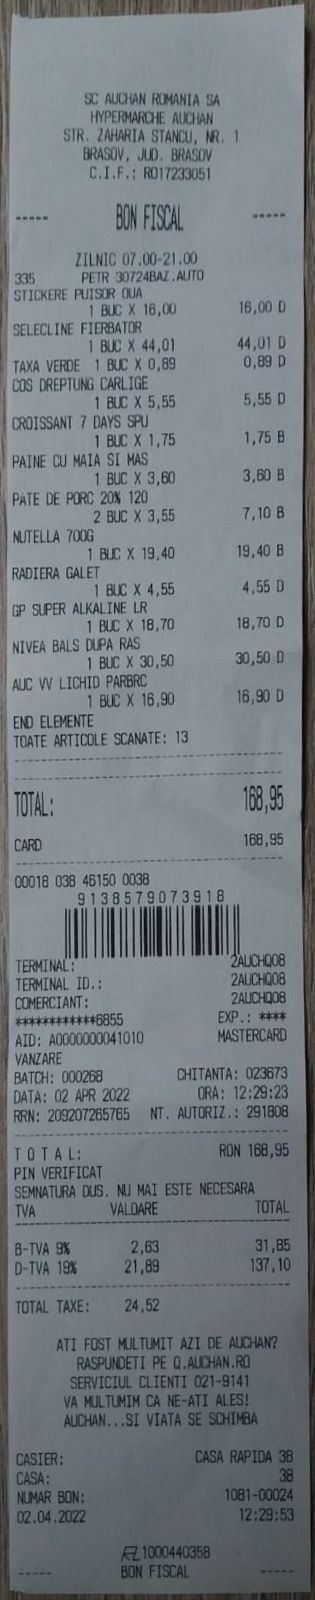 SC AUCHAN ROMANIA SA
HYPERMARCHE AUCHAN
STR. ZAHARIA STANCU, NR. 1
BRASOV, JUD. BRASOV
C.I.F.: RO17233051
----- BON FISCAL -----
ZILNIC 07.00-21.00
335 PETR 30724BAZ.AUTO
STICKERE PUISOR OUA
1 BUC X 16,00 16,00 D
SELECLINE FIERBATOR
1 BUC X 44,01 44,01 D
TAXA VERDE 1 BUC X 0,89 0,89 D
COS DREPTUNG CARLIGE
1 BUC X 5,55 5,55 D
CROISSANT 7 DAYS SPU
1 BUC X 1,75 1,75 B
PAINE CU MAIA SI MAS
1 BUC X 3,60 3,60 B
PATE DE PORC 20% 120
2 BUC X 3,55 7,10 B
NUTELLA 700G
1 BUC X 19,40 19,40 B
RADIERA GALET
1 BUC X 4,55 4,55 D
GP SUPER ALKALINE LR
1 BUC X 18,70 18,70 D
NIVEA BALS DUPA RAS
1 BUC X 30,50 30,50 D
AUC VV LICHID PARBRC
1 BUC X 16,90 16,90 D
END ELEMENTE
TOATE ARTICOLE SCANATE: 13
TOTAL: 168,95
CARD 168,95
00018 038 46150 0038
9138579073918
TERMINAL: 2AUCHQ08
TERMINAL ID.: 2AUCHQ08
COMERCIANT: 2AUCHQ08
************6855 EXP.: ****
AID: A0000000041010 MASTERCARD
VANZARE
BATCH: 000268 CHITANTA: 023673
DATA: 02 APR 2022 ORA: 12:29:23
RRN: 209207265765 NT. AUTORIZ.: 291808
T O T A L: RON 168,95
PIN VERIFICAT
SEMNATURA DVS. NU MAI ESTE NECESARA
TVA VALOARE TOTAL
B-TVA 9% 2,63 31,85
D-TVA 19% 21,89 137,10
TOTAL TAXE: 24,52
ATI FOST MULTUMIT AZI DE AUCHAN?
RASPUNDETI PE Q.AUCHAN.RO
SERVICIUL CLIENTI 021-9141
VA MULTUMIM CA NE-ATI ALES!
AUCHAN...SI VIATA SE SCHIMBA
CASIER: CASA RAPIDA 38
CASA: 38
NUMAR BON: 1081-00024
02.04.2022 12:29:53
1000440358
----- BON FISCAL -----